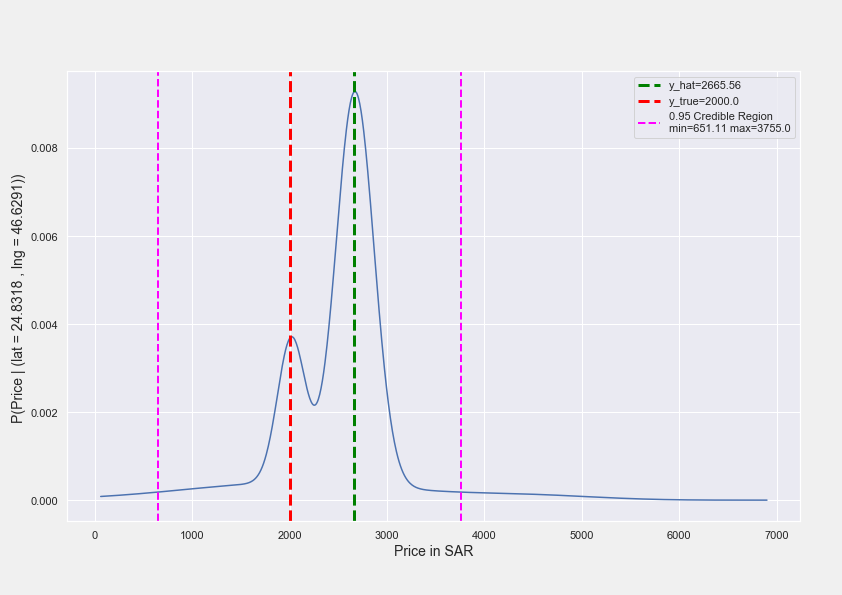 y_hat=2665.56
y_true=2000.0
0.95 Credible Region
min=651.11 max=3755.0
P(Price | (lat = 24.8318 , lng = 46.6291))
0.008
0.006
0.004
0.002
0.000
0 1000 2000 3000 4000 5000 6000 7000
Price in SAR